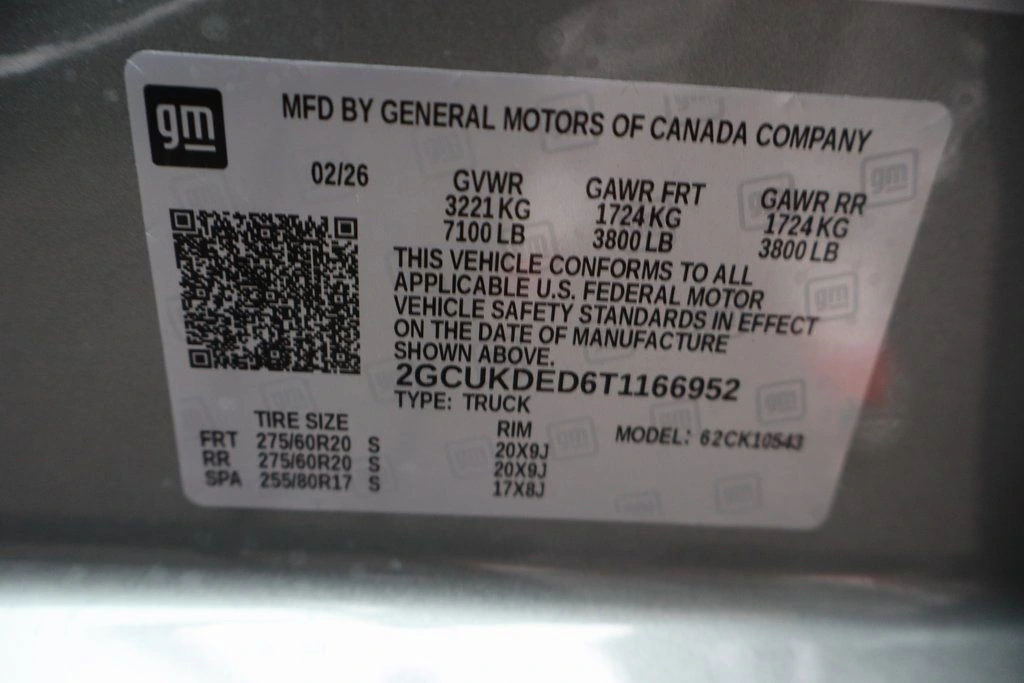 gm
MFD BY GENERAL MOTORS OF CANADA COMPANY
02/26
GVWR
3221 KG
7100 LB
GAWR FRT
1724 KG
3800 LB
GAWR RR
1724 KG
3800 LB
THIS VEHICLE CONFORMS TO ALL
APPLICABLE U.S. FEDERAL MOTOR
VEHICLE SAFETY STANDARDS IN EFFECT
ON THE DATE OF MANUFACTURE
SHOWN ABOVE.
2GCUKDED6T1166952
TYPE: TRUCK
TIRE SIZE RIM
FRT 275/60R20 S 20X9J
RR 275/60R20 S 20X9J
SPA 255/80R17 S 17X8J
MODEL: 62CK10543